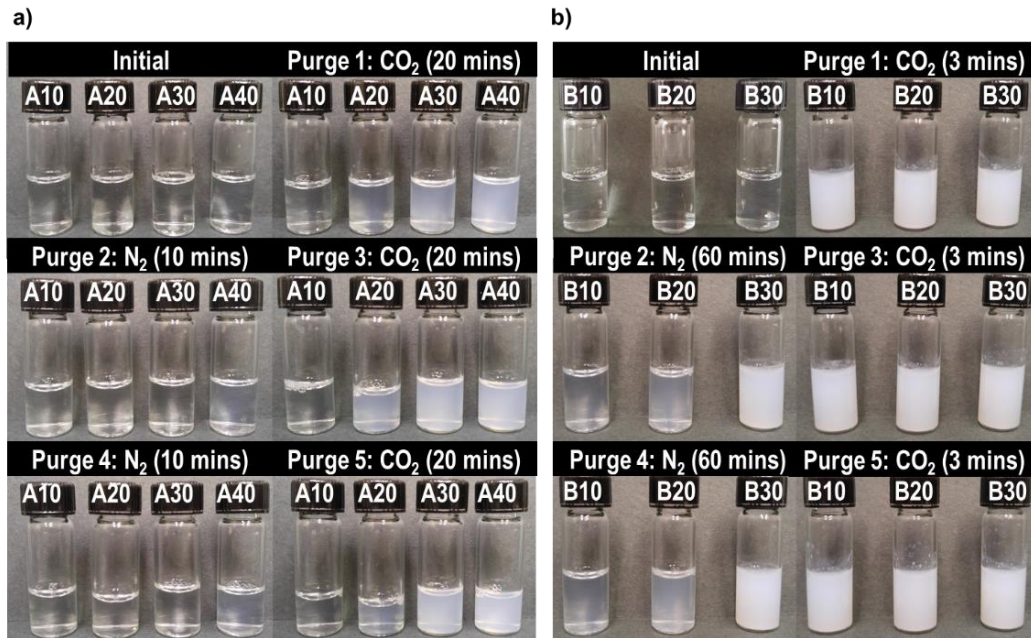 a)
b)
Initial
Purge 1: CO₂ (20 mins)
A10 A20 A30 A40
A10 A20 A30 A40
Purge 2: N₂ (10 mins)
Purge 3: CO₂ (20 mins)
A10 A20 A30 A40
A10 A20 A30 A40
Purge 4: N₂ (10 mins)
Purge 5: CO₂ (20 mins)
A10 A20 A30 A40
A10 A20 A30 A40
Initial
Purge 1: CO₂ (3 mins)
B10 B20 B30
B10 B20 B30
Purge 2: N₂ (60 mins)
Purge 3: CO₂ (3 mins)
B10 B20 B30
B10 B20 B30
Purge 4: N₂ (60 mins)
Purge 5: CO₂ (3 mins)
B10 B20 B30
B10 B20 B30